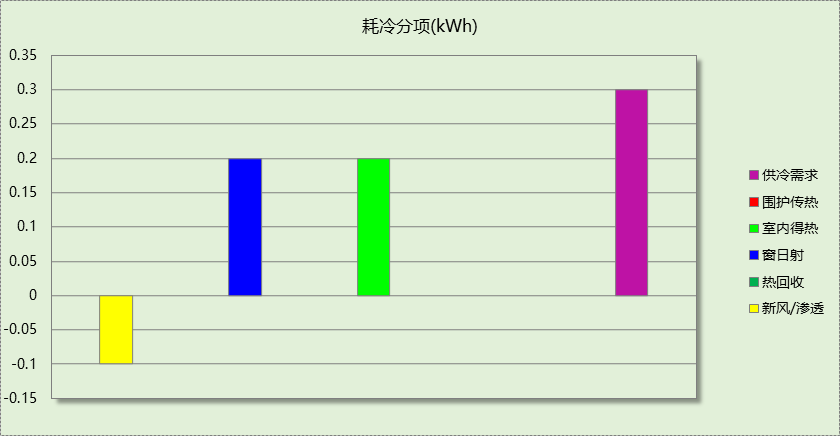 耗冷分项(kWh)
0.35
0.3
0.25
0.2
0.15
0.1
0.05
0
-0.05
-0.1
-0.15
供冷需求
围护传热
室内得热
窗日射
热回收
新风/渗透